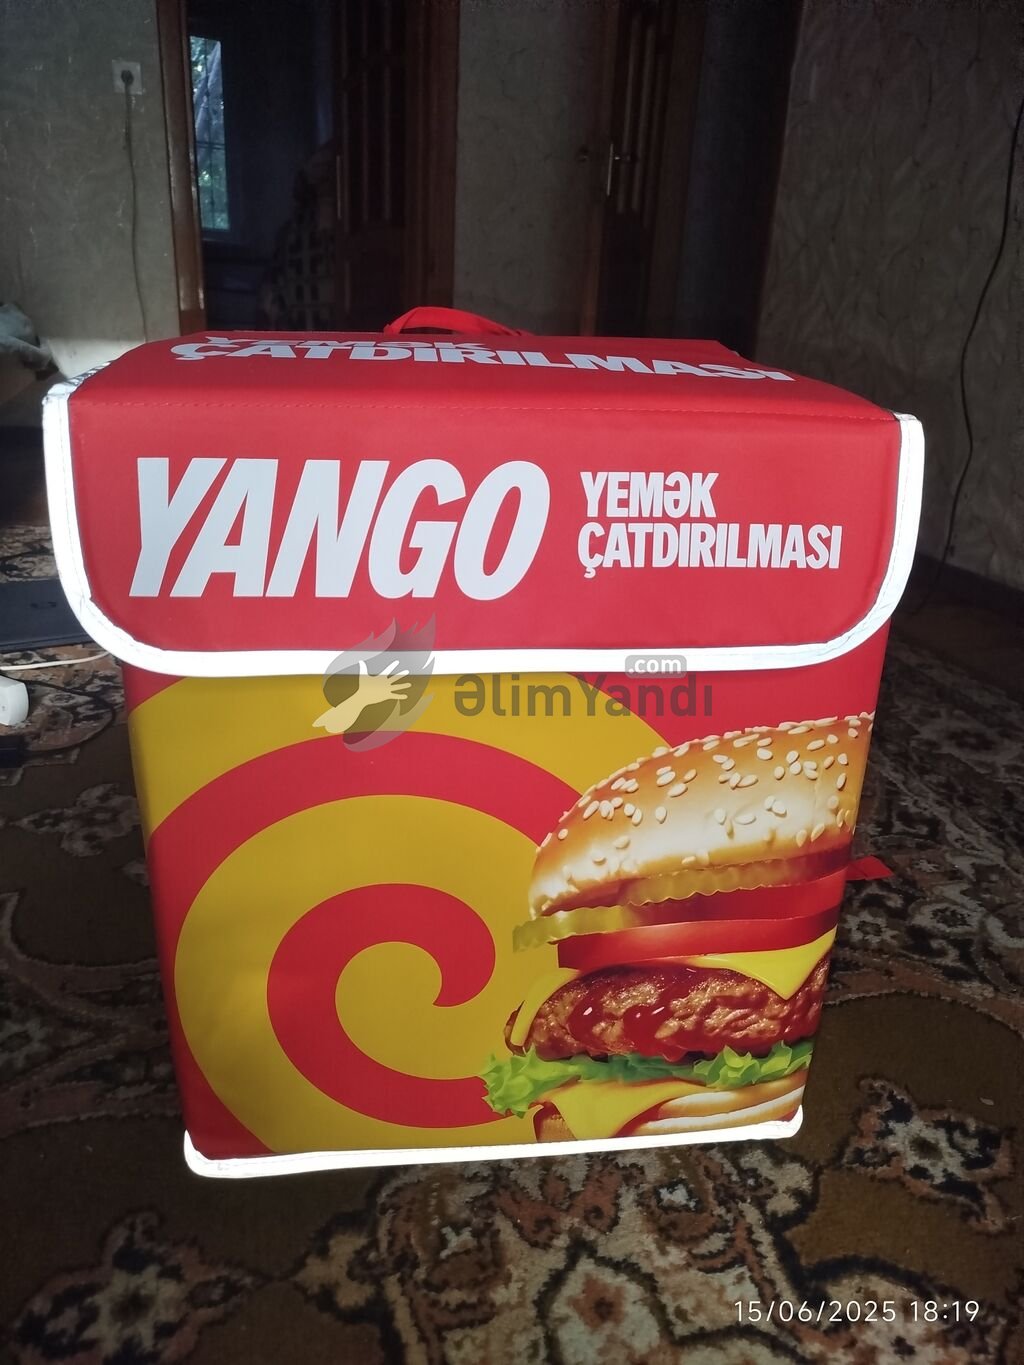 YEMƏK
ÇATDIRILMASI
YANGO
YEMƏK
ÇATDIRILMASI
.com
ƏlimYandı
15/06/2025 18:19